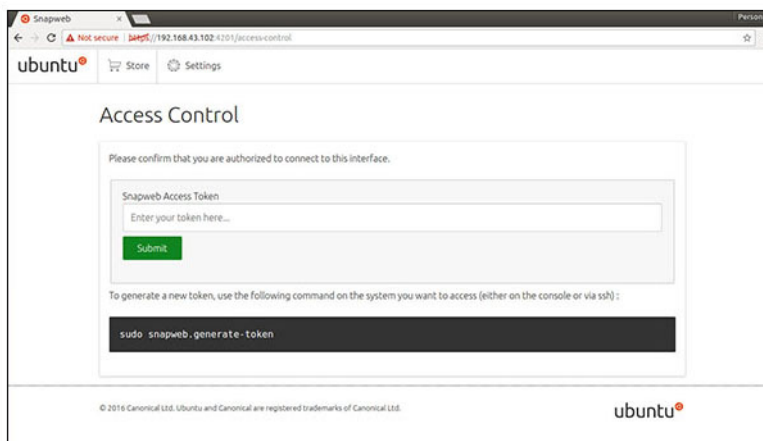 Snapweb
Person
Not secure | https://192.168.43.102:4201/access-control
ubuntu
Store
Settings
Access Control
Please confirm that you are authorized to connect to this interface.
Snapweb Access Token
Enter your token here...
Submit
To generate a new token, use the following command on the system you want to access (either on the console or via ssh) :
sudo snapweb.generate-token
© 2016 Canonical Ltd. Ubuntu and Canonical are registered trademarks of Canonical Ltd.
ubuntu